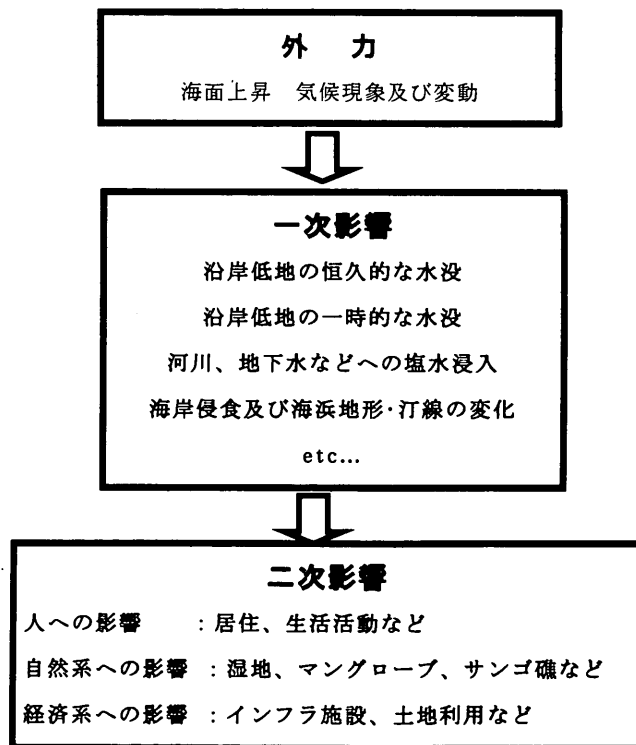 外 力
海面上昇 気候現象及び変動
一次影響
沿岸低地の恒久的な水没
沿岸低地の一時的な水没
河川、地下水などへの塩水浸入
海岸侵食及び海浜地形･汀線の変化
etc...
二次影響
人への影響 ：居住、生活活動など
自然系への影響 ：湿地、マングローブ、サンゴ礁など
経済系への影響 ：インフラ施設、土地利用など